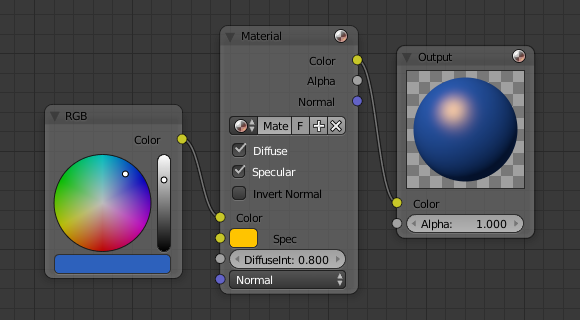 RGB
Color
Material
Color
Alpha
Normal
Mate F
Diffuse
Specular
Invert Normal
Color
Spec
DiffuseInt: 0.800
Normal
Output
Color
Alpha: 1.000